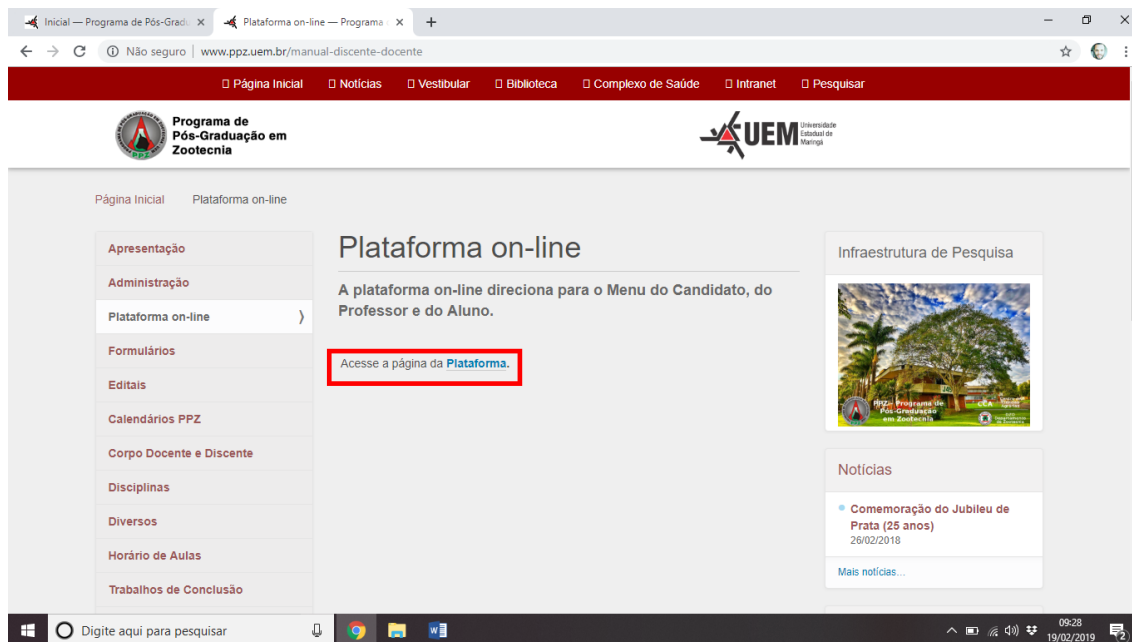 Inicial — Programa de Pós-Gradu
Plataforma on-line — Programa
Não seguro | www.ppz.uem.br/manual-discente-docente
Página Inicial Notícias Vestibular Biblioteca Complexo de Saúde Intranet Pesquisar
Programa de
Pós-Graduação em
Zootecnia
PPZ
UEM
Universidade
Estadual de
Maringá
Página Inicial Plataforma on-line
Apresentação
Administração
Plataforma on-line
Formulários
Editais
Calendários PPZ
Corpo Docente e Discente
Disciplinas
Diversos
Horário de Aulas
Trabalhos de Conclusão
Plataforma on-line
A plataforma on-line direciona para o Menu do Candidato, do
Professor e do Aluno.
Acesse a página da Plataforma.
Infraestrutura de Pesquisa
PPZ - Programa de
Pós-Graduação
em Zootecnia
CCA
Notícias
Comemoração do Jubileu de
Prata (25 anos)
26/02/2018
Mais notícias...
Digite aqui para pesquisar
09:28
19/02/2019
2